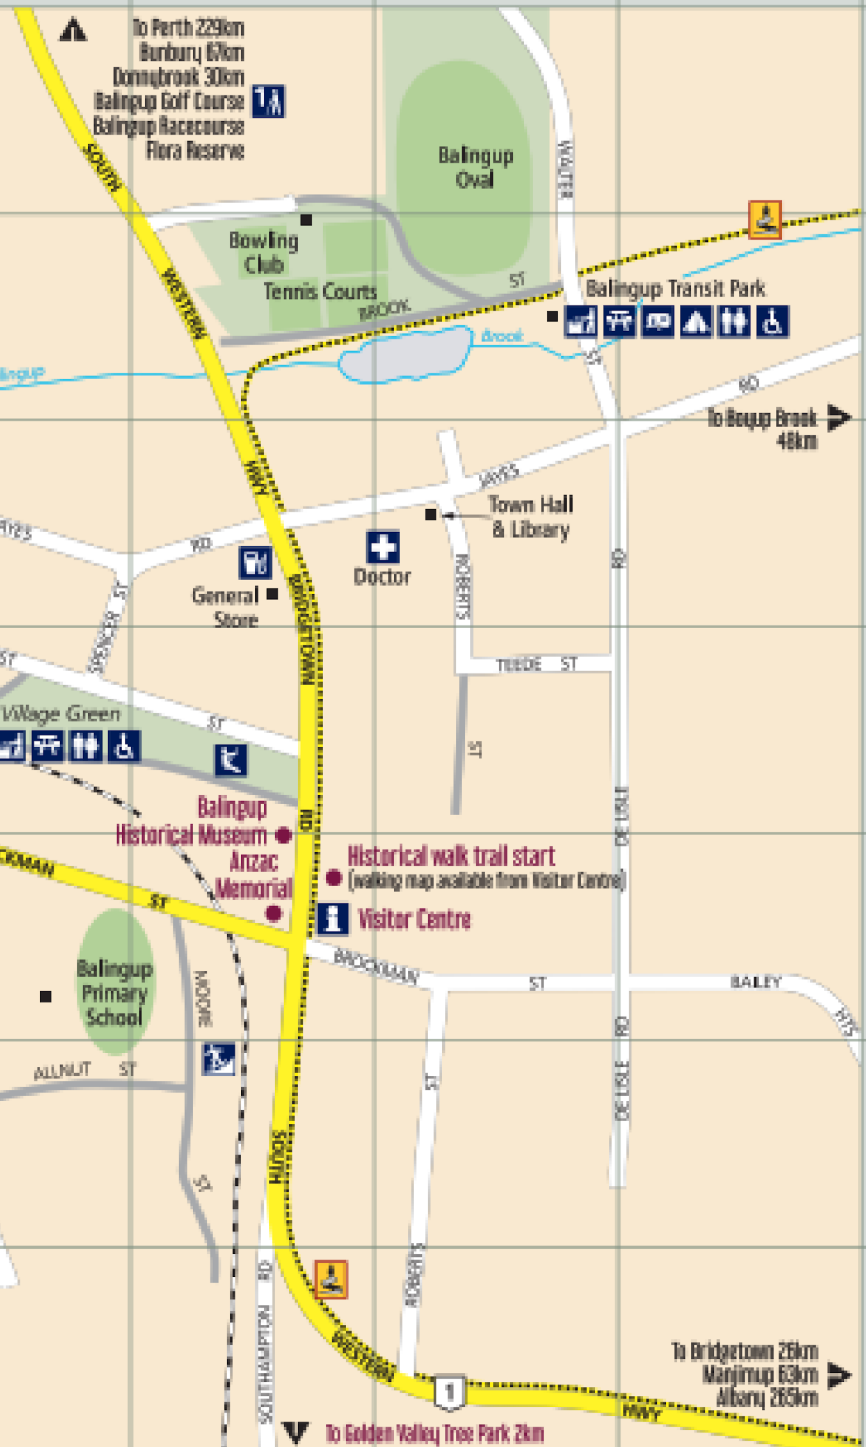 To Perth 229km
Bunbury 67km
Donnybrook 30km
Balingup Golf Course
Balingup Racecourse
Flora Reserve
1
SOUTH
Balingup
Oval
WALTER
Bowling
Club
Tennis Courts
WESTERN
BROOK
ST
Balingup Transit Park
Brook
ST
lingup
RD
To Boyup Brook
48km
HWY
JAYES
Town Hall
& Library
AYES
RD
Doctor
General
Store
SPENCER ST
BRIDGETOWN
ROBERTS
RD
TEEDE ST
ST
Village Green
ST
ST
Balingup
Historical Museum
RD
DE LISLE
Anzac
Memorial
Historical walk trail start
(walking map available from Visitor Centre)
CKMAN
ST
Visitor Centre
BROCKMAN
ST
BAILEY
HTS
Balingup
Primary
School
MOORE
RD
ALLNUT ST
ST
DE LISLE
SOUTH
ST
RD
ROBERTS
SOUTHAMPTON
WESTERN
1
HWY
To Bridgetown 26km
Manjimup 63km
Albany 265km
To Golden Valley Tree Park 2km